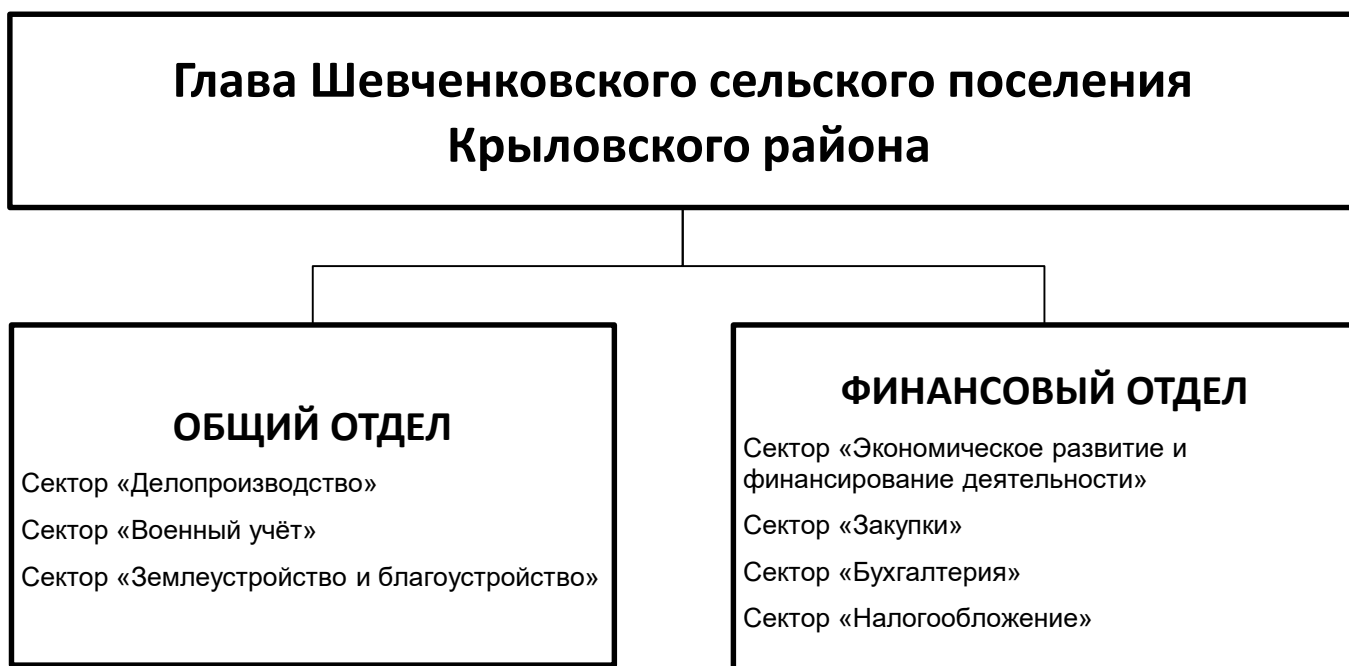 Глава Шевченковского сельского поселения
Крыловского района
ОБЩИЙ ОТДЕЛ
Сектор «Делопроизводство»
Сектор «Военный учёт»
Сектор «Землеустройство и благоустройство»
ФИНАНСОВЫЙ ОТДЕЛ
Сектор «Экономическое развитие и
финансирование деятельности»
Сектор «Закупки»
Сектор «Бухгалтерия»
Сектор «Налогообложение»